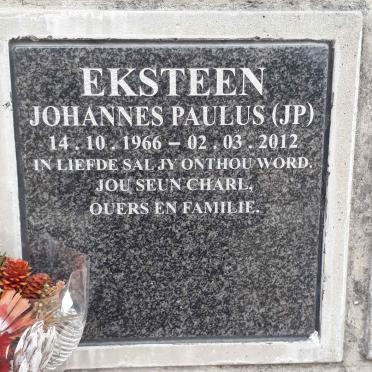 EKSTEEN
JOHANNES PAULUS (JP)
14 . 10 . 1966 – 02 . 03 . 2012
IN LIEFDE SAL JY ONTHOU WORD.
JOU SEUN CHARL,
OUERS EN FAMILIE.